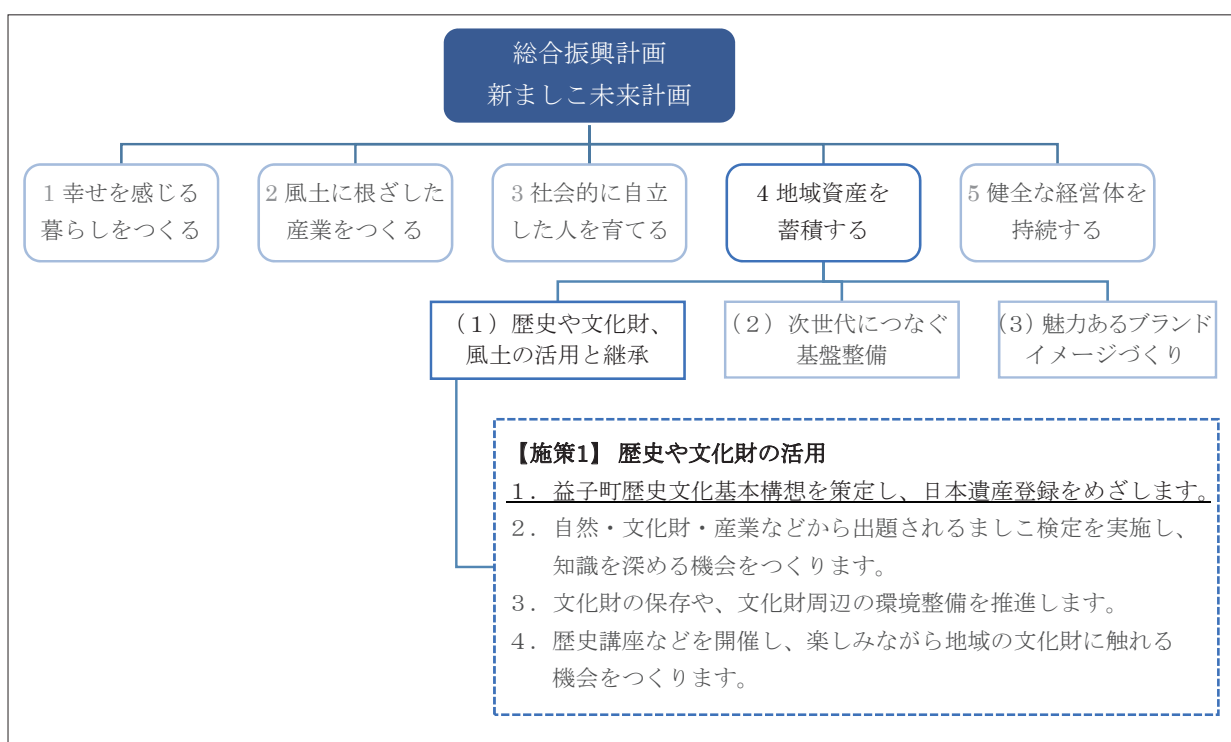 総合振興計画
新ましこ未来計画
1 幸せを感じる
暮らしをつくる
2 風土に根ざした
産業をつくる
3 社会的に自立
した人を育てる
4 地域資産を
蓄積する
5 健全な経営体を
持続する
(1)歴史や文化財、
風土の活用と継承
(2)次世代につなぐ
基盤整備
(3)魅力あるブランド
イメージづくり
【施策1】 歴史や文化財の活用
1．益子町歴史文化基本構想を策定し、日本遺産登録をめざします。
2．自然・文化財・産業などから出題されるましこ検定を実施し、
知識を深める機会をつくります。
3．文化財の保存や、文化財周辺の環境整備を推進します。
4．歴史講座などを開催し、楽しみながら地域の文化財に触れる
機会をつくります。